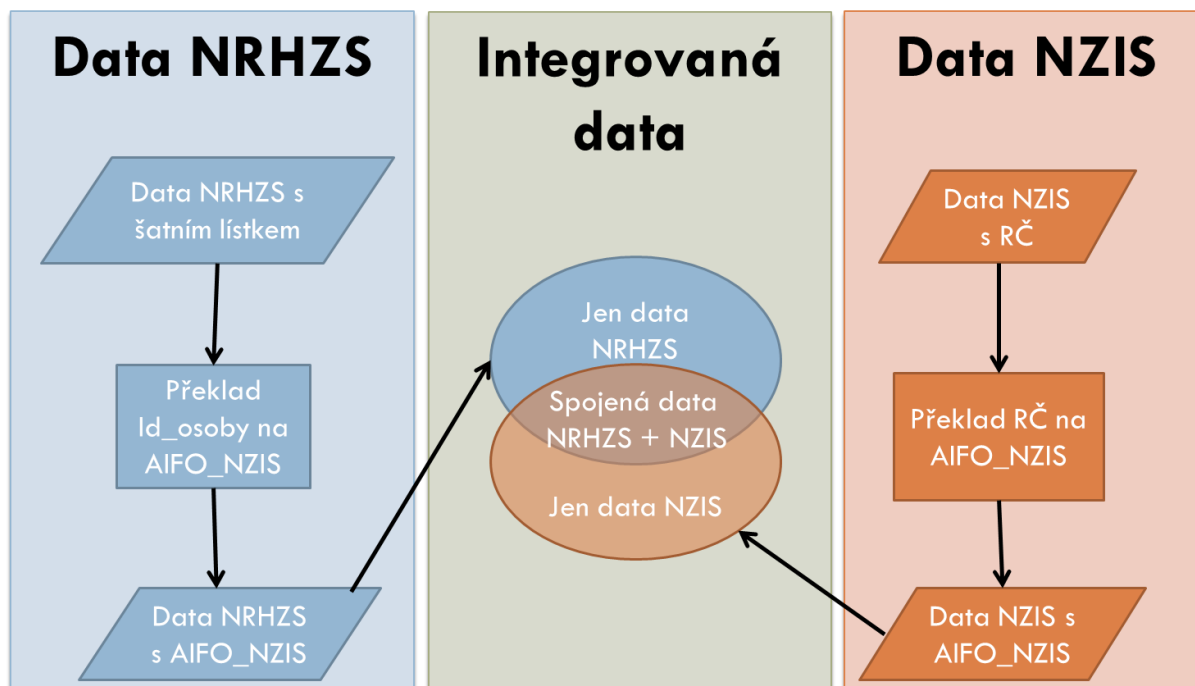 Data NRHZS
Data NRHZS s
šatním lístkem
Překlad
Id_osoby na
AIFO_NZIS
Data NRHZS
s AIFO_NZIS
Integrovaná
data
Jen data
NRHZS
Spojená data
NRHZS + NZIS
Jen data NZIS
Data NZIS
Data NZIS
s RČ
Překlad RČ na
AIFO_NZIS
Data NZIS s
AIFO_NZIS